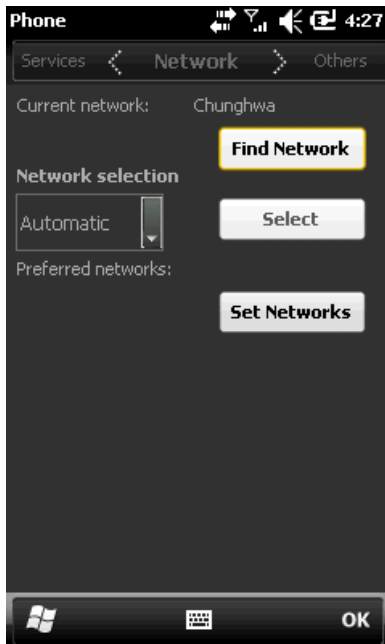 Phone 4:27
Services Network Others
Current network: Chunghwa
Find Network
Network selection
Automatic Select
Preferred networks:
Set Networks
OK